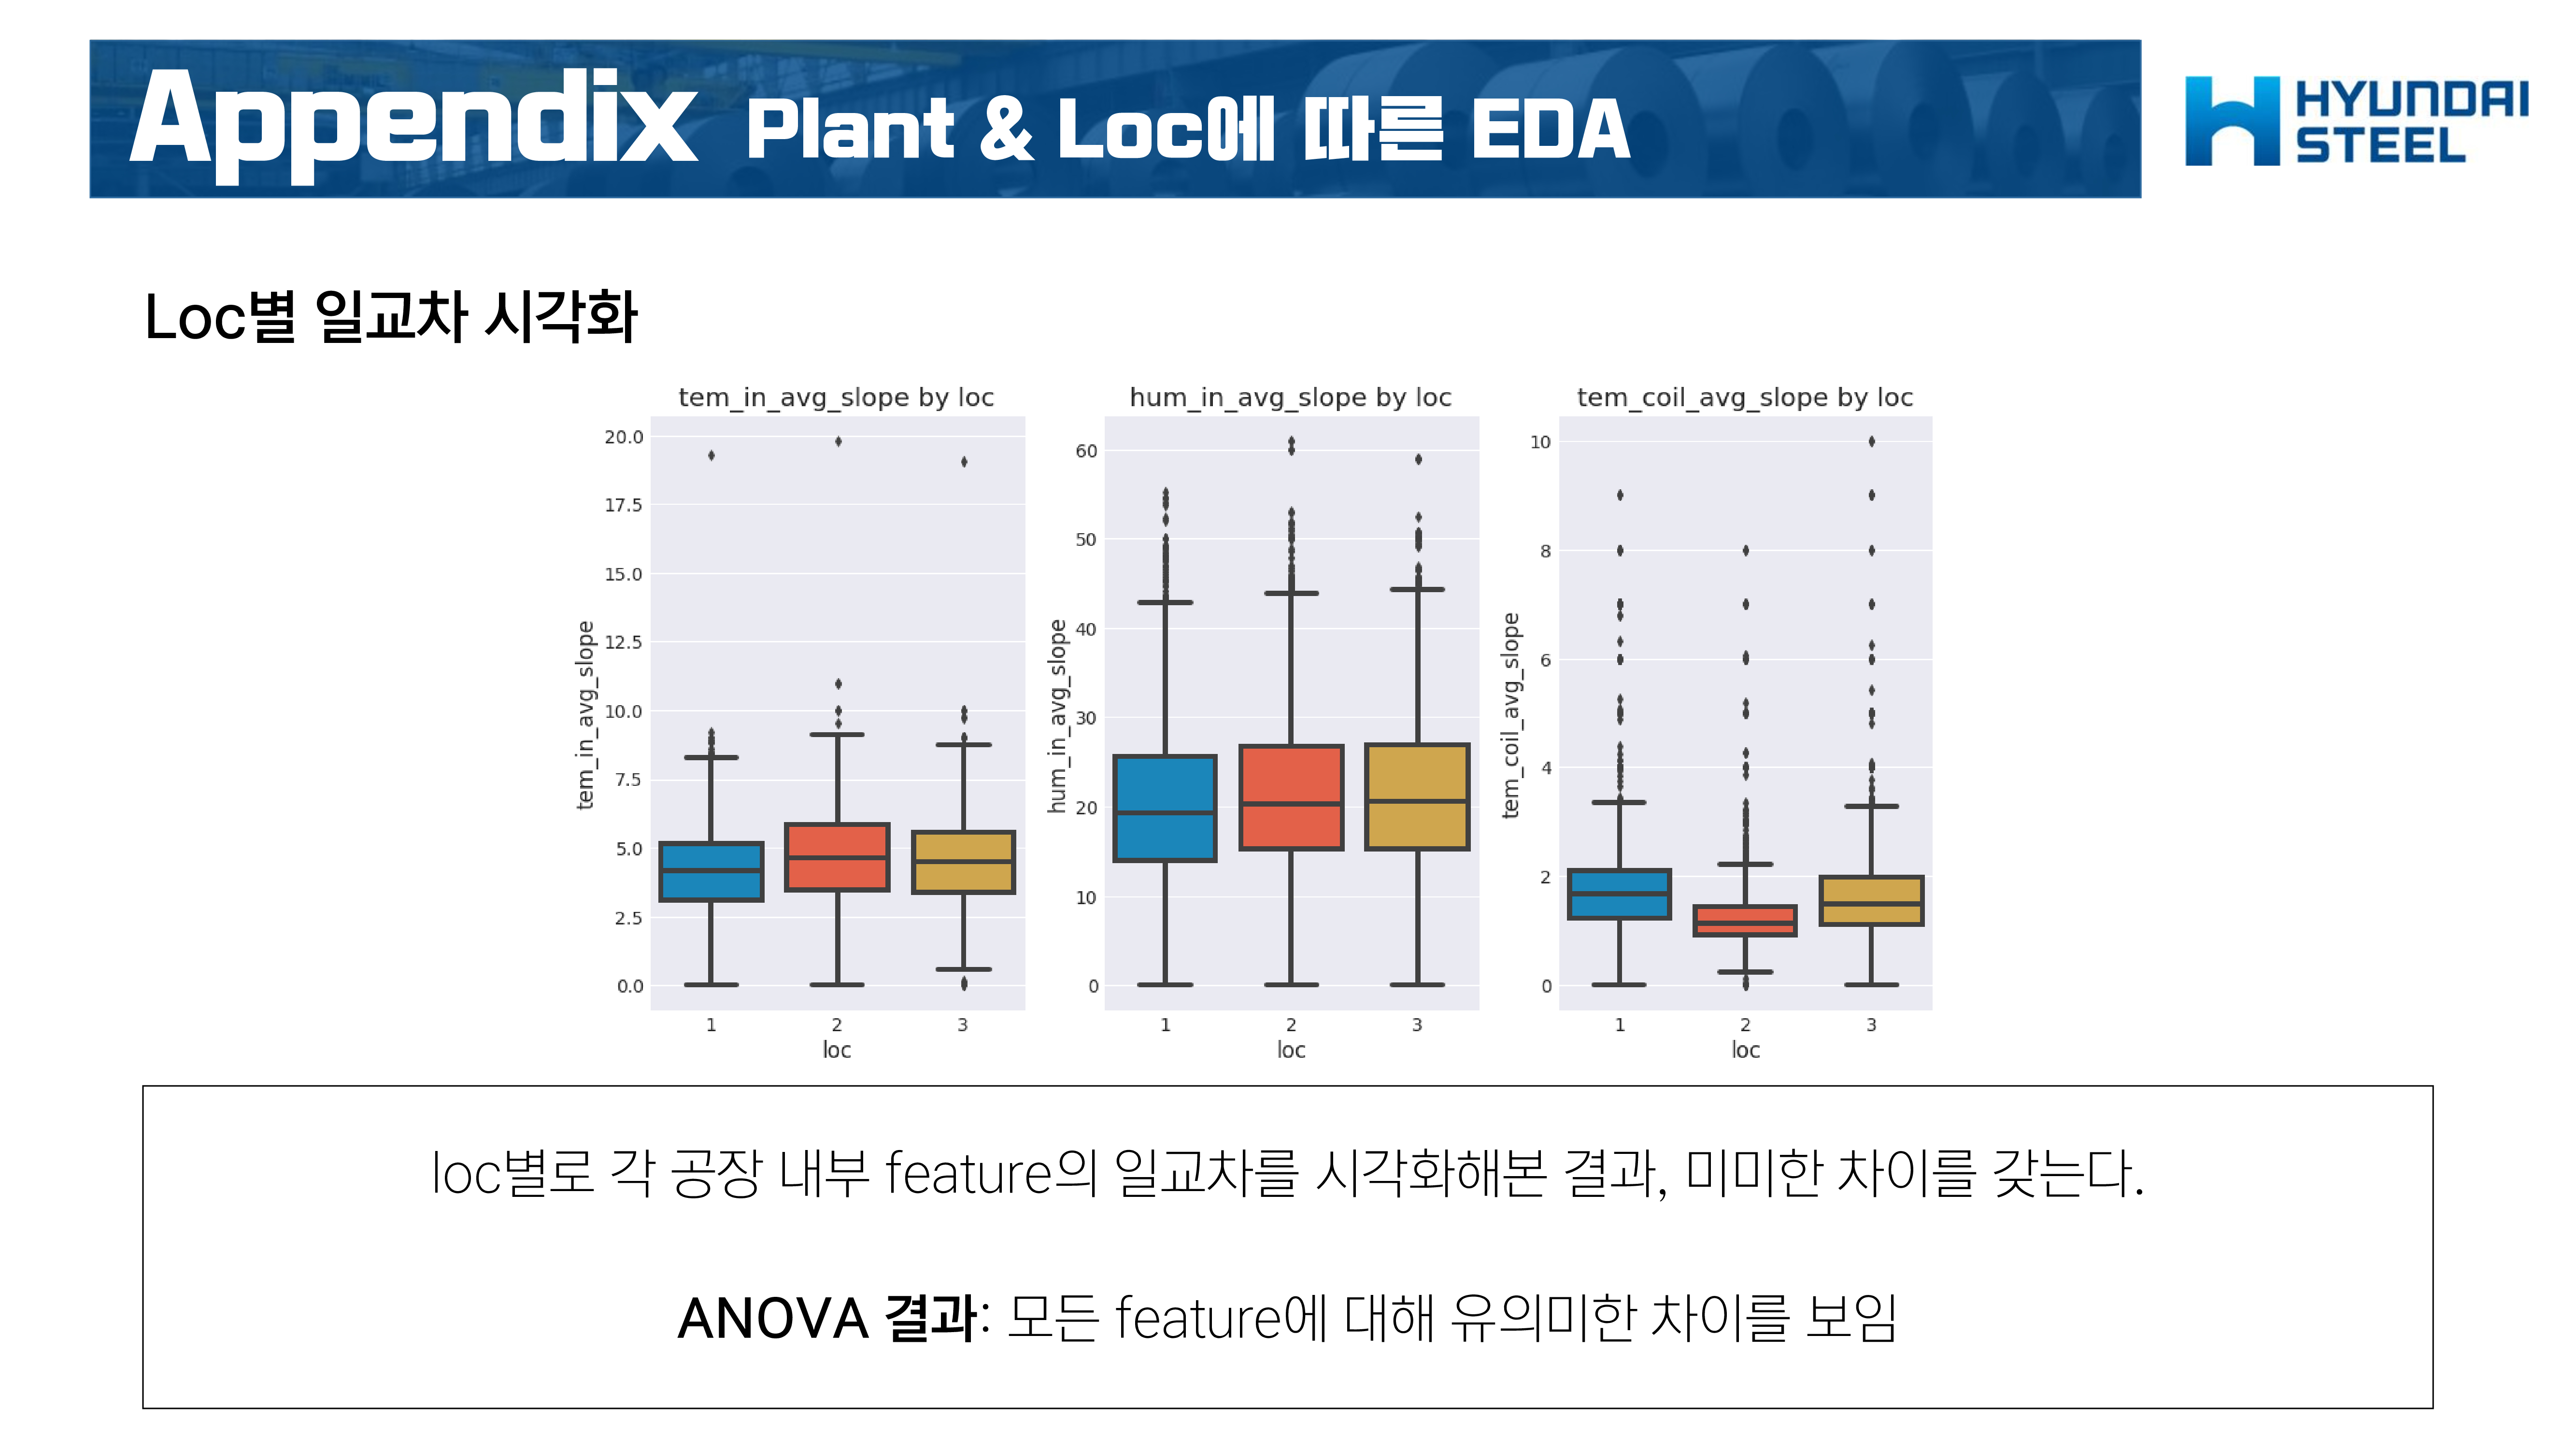 Appendix Plant & Loc에 따른 EDA
HYUNDAI
STEEL
Loc별 일교차 시각화
tem_in_avg_slope by loc
20.0
17.5
15.0
12.5
10.0
7.5
5.0
2.5
0.0
tem_in_avg_slope
1 2 3
loc
hum_in_avg_slope by loc
60
50
40
30
20
10
0
hum_in_avg_slope
1 2 3
loc
tem_coil_avg_slope by loc
10
8
6
4
2
0
tem_coil_avg_slope
1 2 3
loc
loc별로 각 공장 내부 feature의 일교차를 시각화해본 결과, 미미한 차이를 갖는다.
ANOVA 결과: 모든 feature에 대해 유의미한 차이를 보임